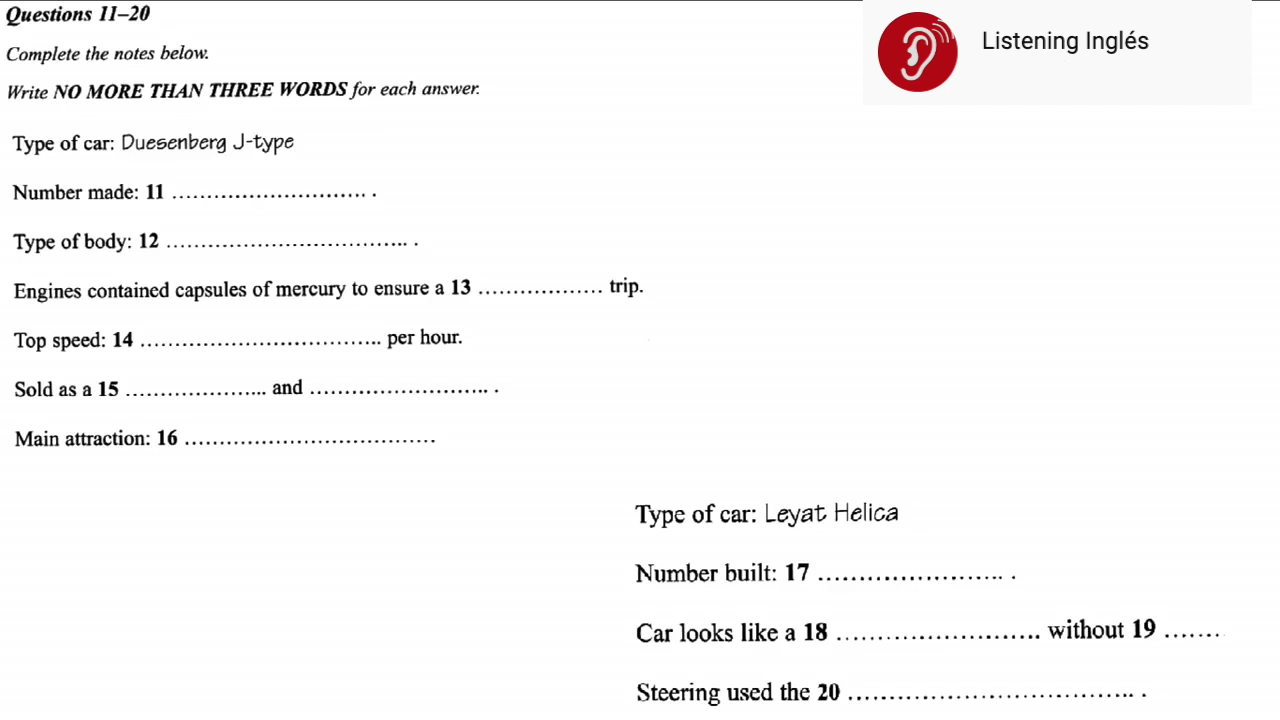 Questions 11–20
Listening Inglés
Complete the notes below.
Write NO MORE THAN THREE WORDS for each answer.
Type of car: Duesenberg J-type
Number made: 11 ............................ .
Type of body: 12 ................................... .
Engines contained capsules of mercury to ensure a 13 .................. trip.
Top speed: 14 ................................... per hour.
Sold as a 15 .................... and .......................... .
Main attraction: 16 ....................................
Type of car: Leyat Helica
Number built: 17 ....................... .
Car looks like a 18 ......................... without 19 .......
Steering used the 20 ................................... .